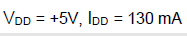 VDD = +5V, IDD = 130 mA